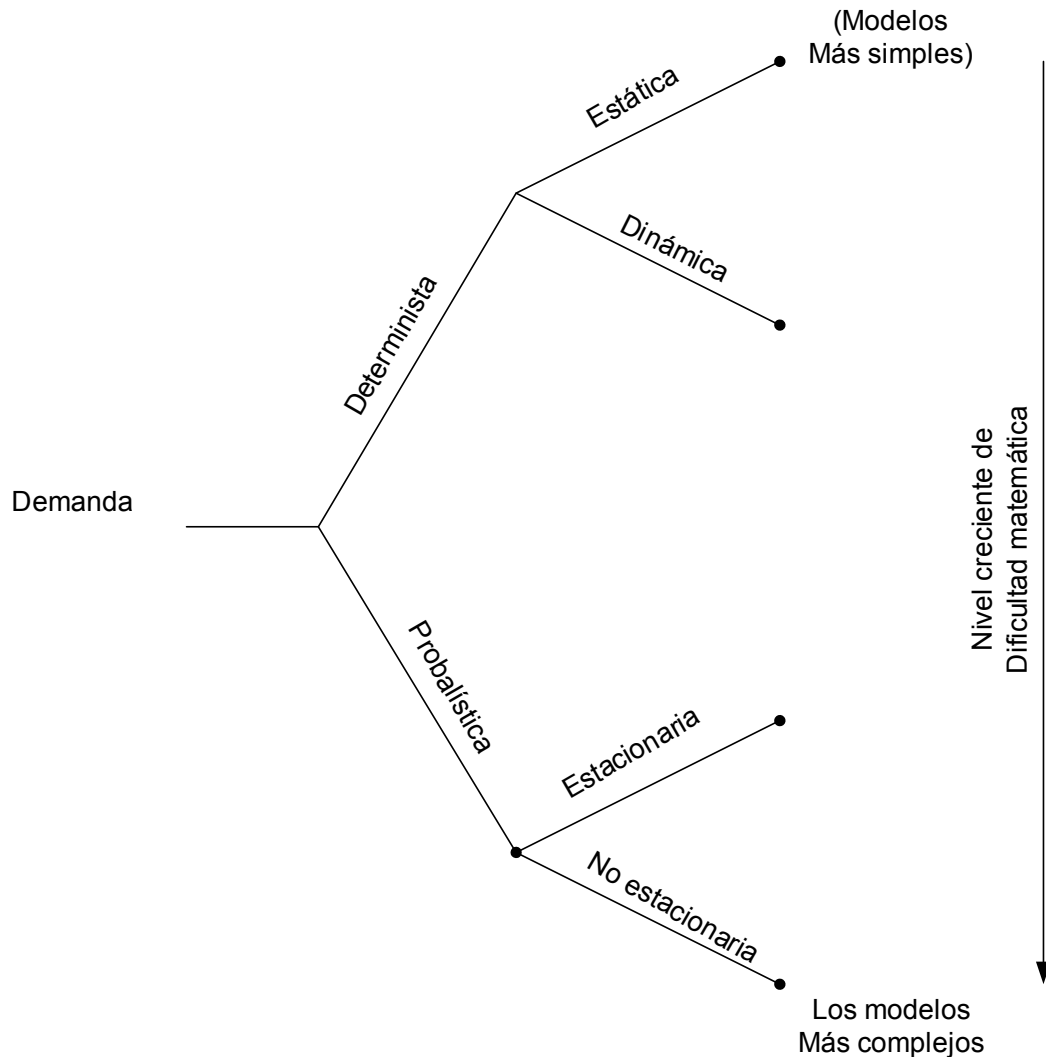 (Modelos
Más simples)
Estática
Dinámica
Determinista
Demanda
Nivel creciente de
Dificultad matemática
Probalística
Estacionaria
No estacionaria
Los modelos
Más complejos